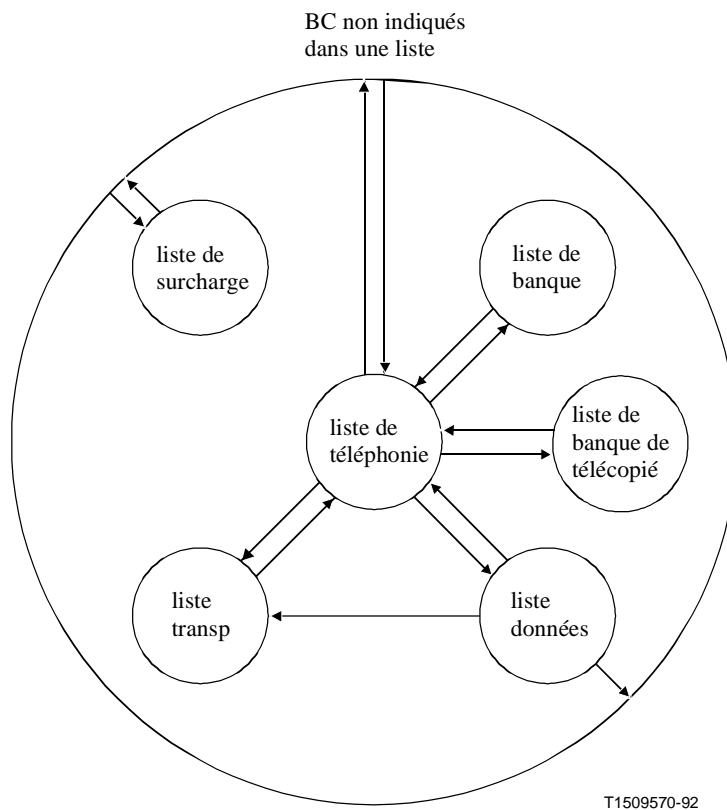 BC non indiqués
dans une liste
liste de
surcharge
liste de
banque
liste de
téléphonie
liste de
banque de
télécopié
liste
transp
liste
données
T1509570-92